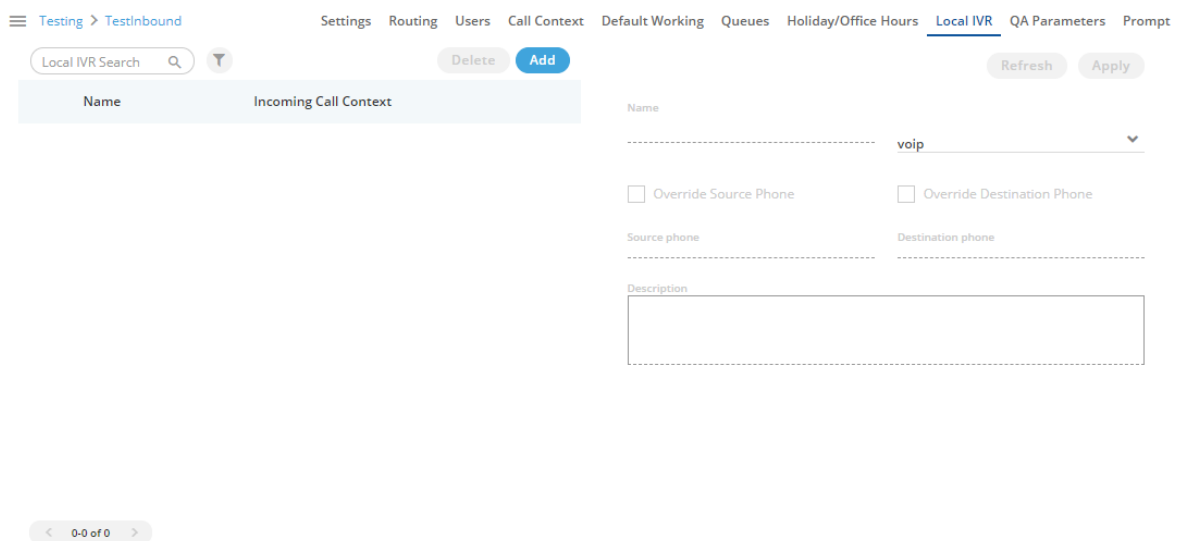 Testing > TestInbound
Settings Routing Users Call Context Default Working Queues Holiday/Office Hours Local IVR QA Parameters Prompt
Local IVR Search
Delete Add
Refresh Apply
Name Incoming Call Context
Name
voip
Override Source Phone Override Destination Phone
Source phone Destination phone
Description
< 0-0 of 0 >